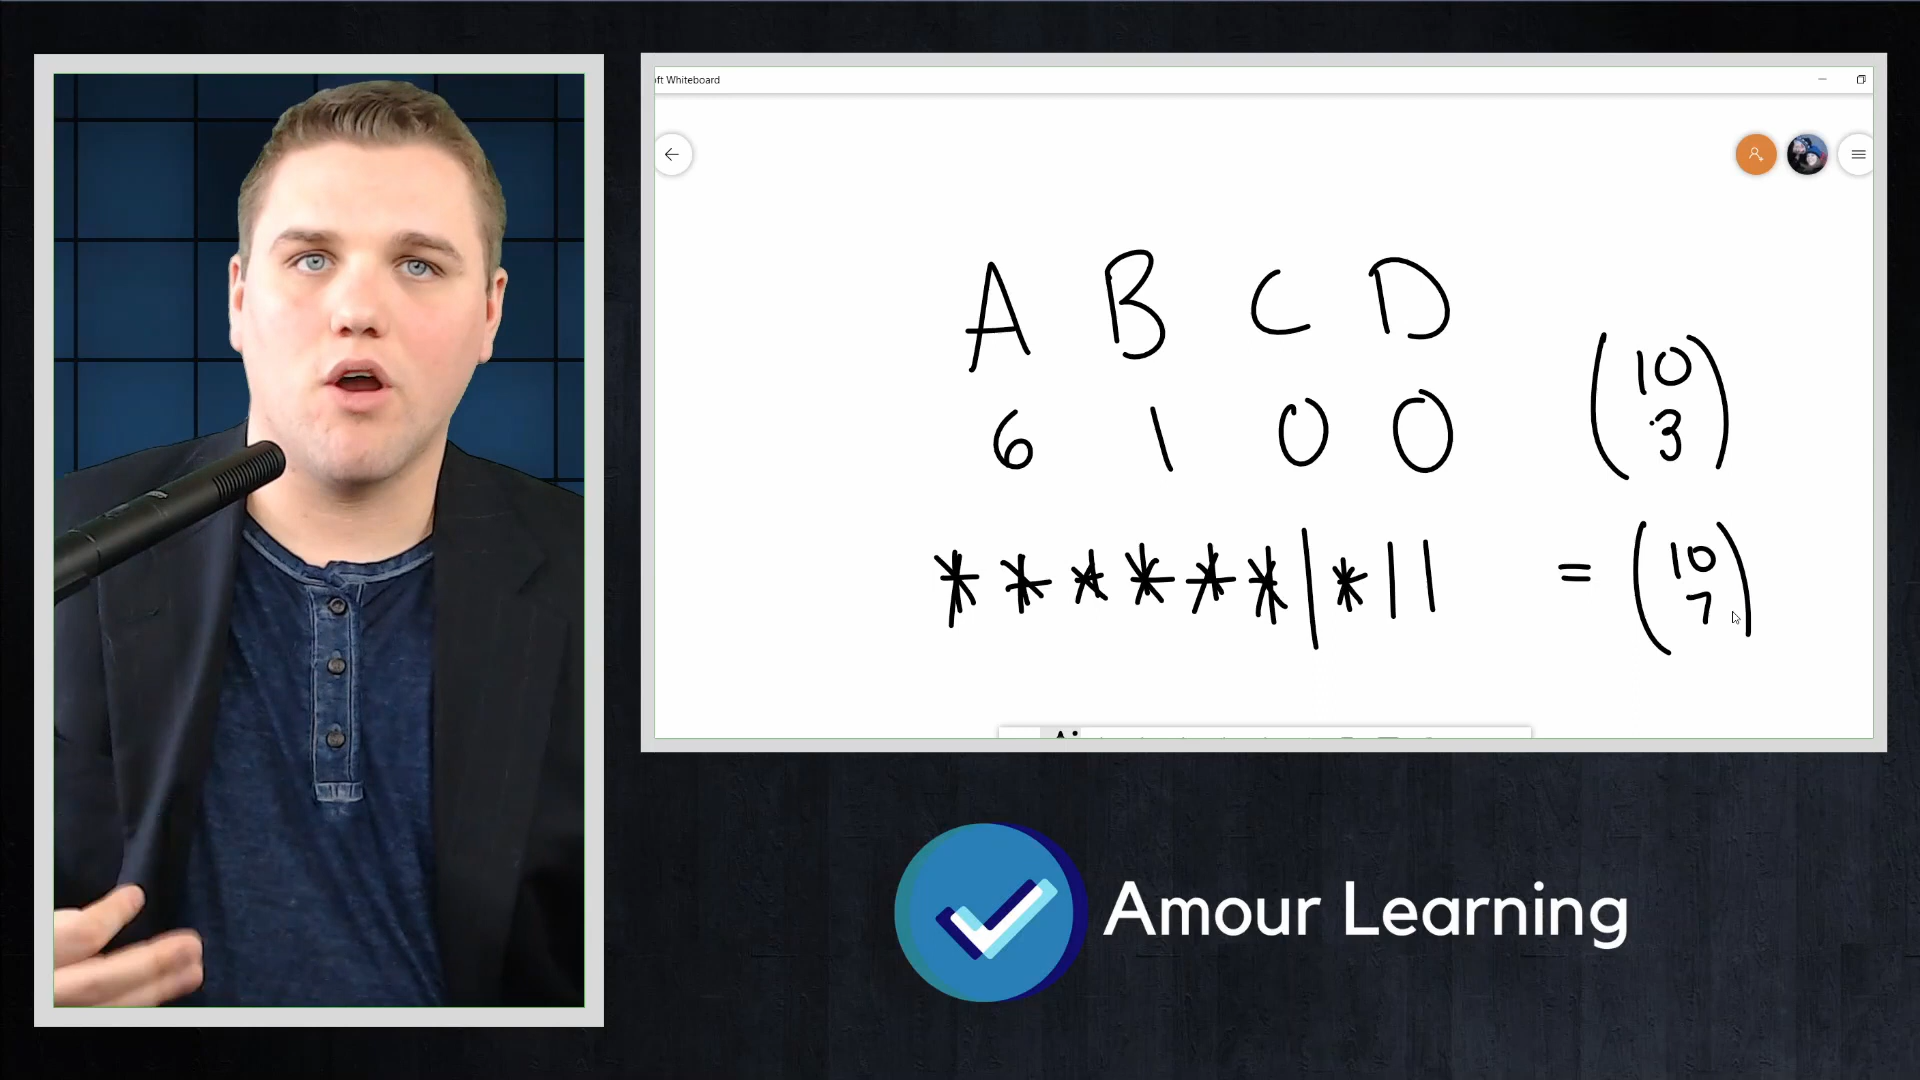 ft Whiteboard
A B C D
6 1 0 0
(10
3)
* * * * * * | * | | = (10
7)
Amour Learning